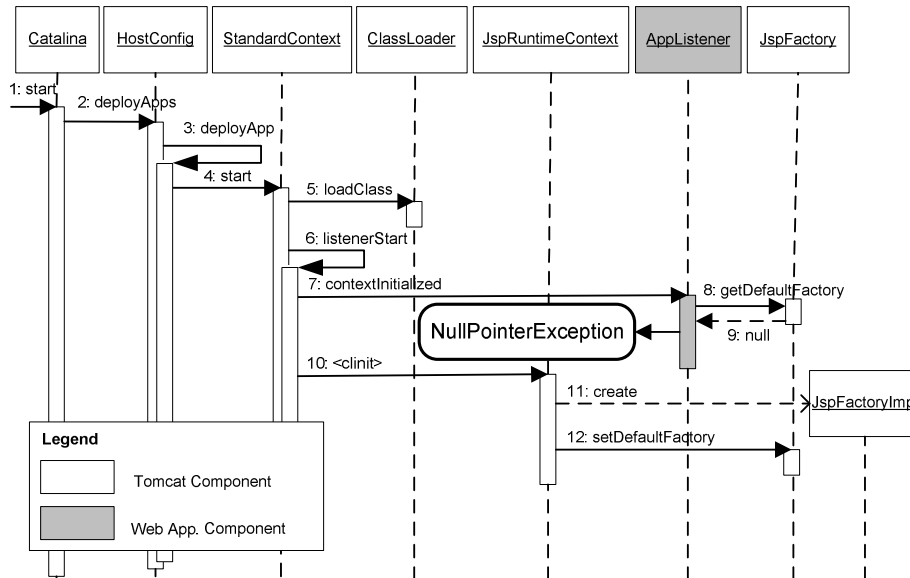 Catalina
HostConfig
StandardContext
ClassLoader
JspRuntimeContext
AppListener
JspFactory
1: start
2: deployApps
3: deployApp
4: start
5: loadClass
6: listenerStart
7: contextInitialized
8: getDefaultFactory
9: null
NullPointerException
10: <clinit>
11: create
JspFactoryImp
12: setDefaultFactory
Legend
Tomcat Component
Web App. Component